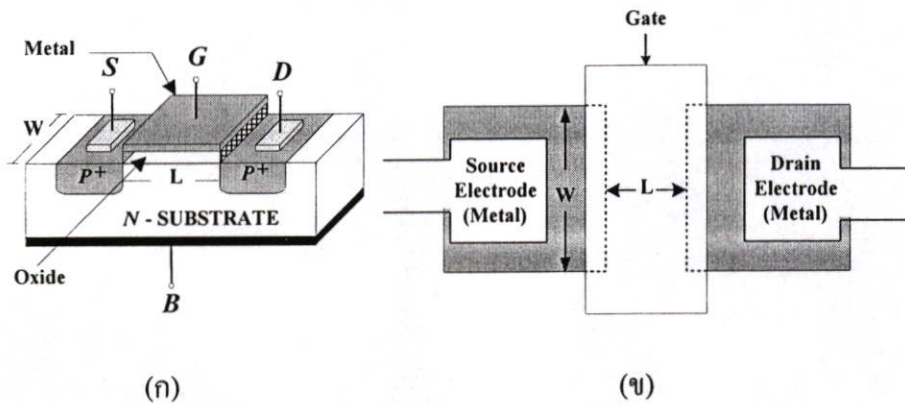 Metal
S
G
D
W
P+
L
P+
N - SUBSTRATE
Oxide
B
(ก)
Gate
Source
Electrode
(Metal)
W
L
Drain
Electrode
(Metal)
(ข)